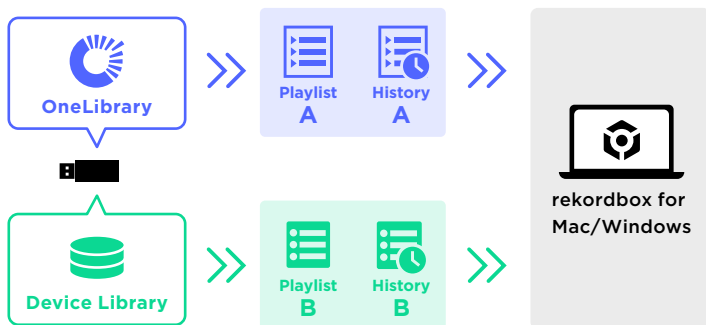 OneLibrary
Playlist
A
History
A
rekordbox for
Mac/Windows
Device Library
Playlist
B
History
B